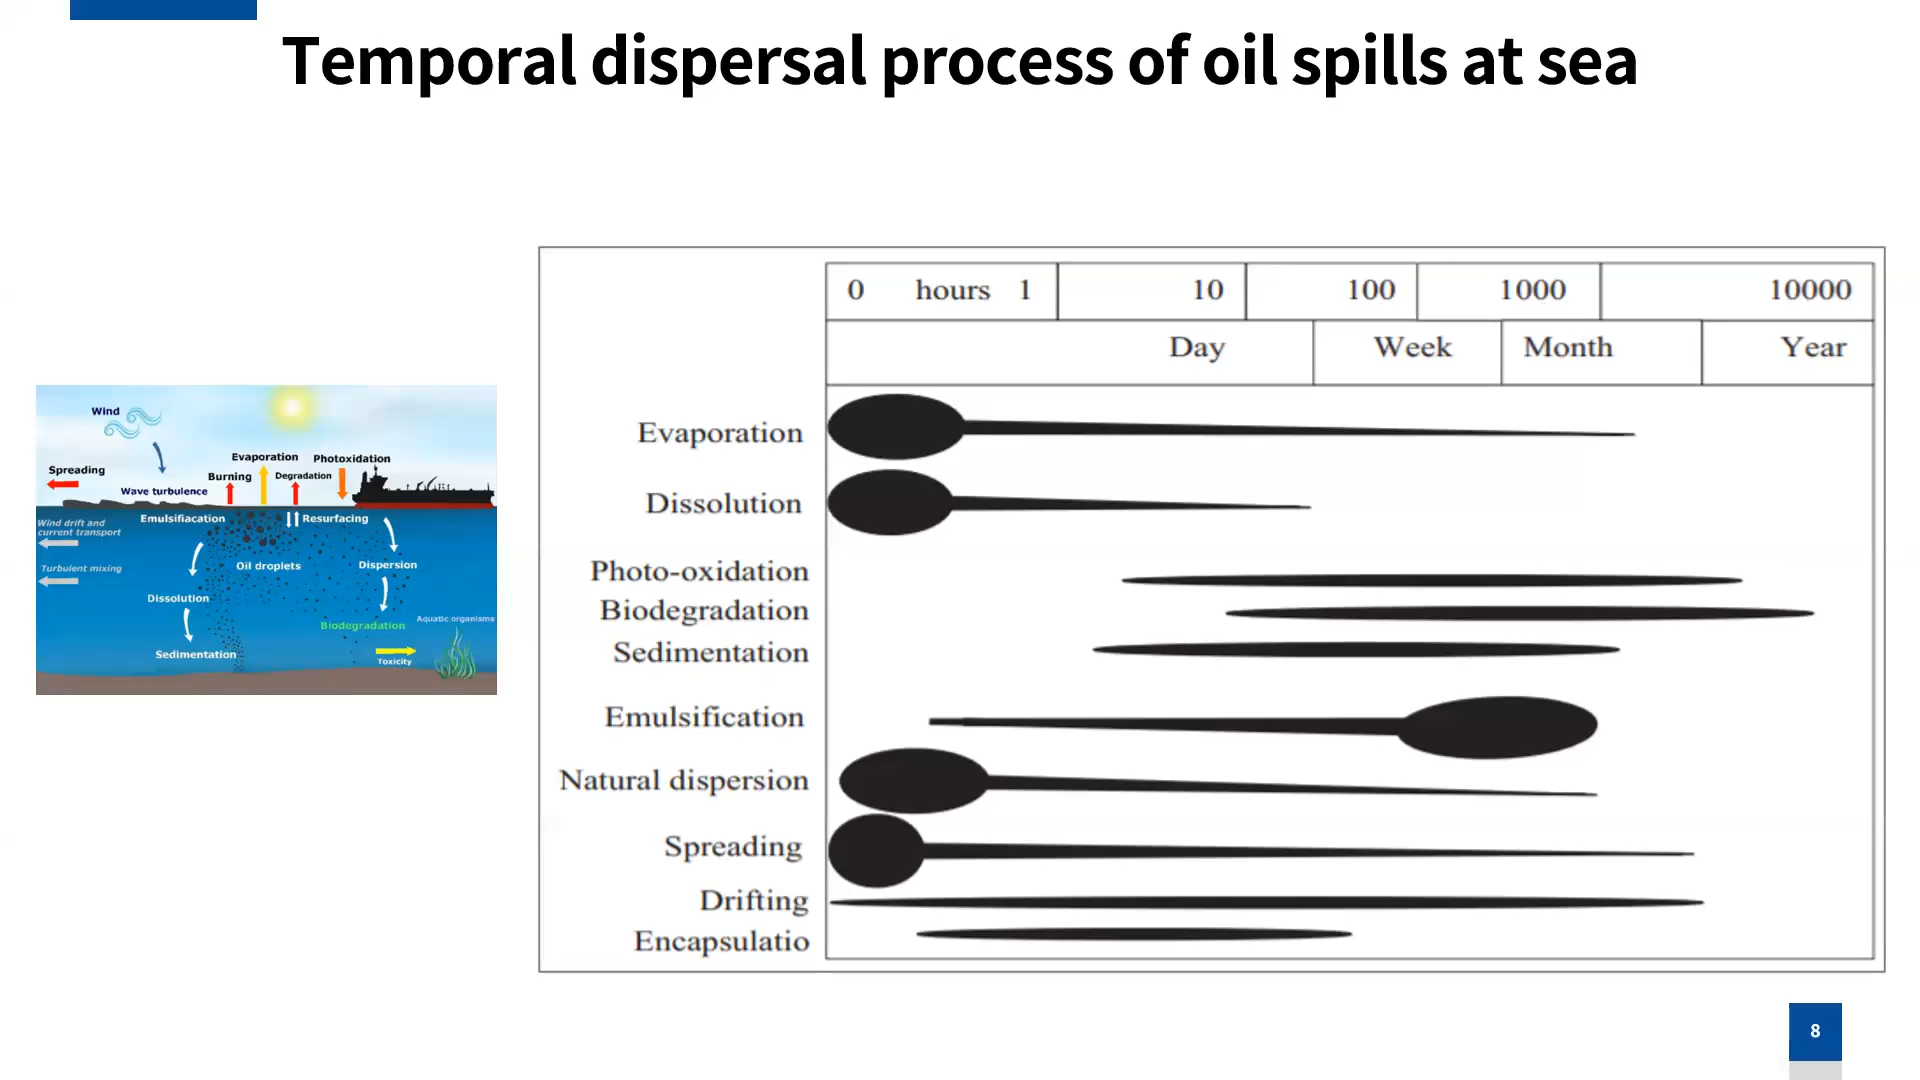 Temporal dispersal process of oil spills at sea
Wind
Spreading
Evaporation
Photoxidation
Burning
Degradation
Wave turbulence
Emulsifiacation
Resurfacing
Wind drift and
current transport
Oil droplets
Dispersion
Turbulent mixing
Dissolution
Biodegradation
Aquatic organisms
Sedimentation
Toxicity
0 hours 1 10 100 1000 10000
Day Week Month Year
Evaporation
Dissolution
Photo-oxidation
Biodegradation
Sedimentation
Emulsification
Natural dispersion
Spreading
Drifting
Encapsulatio
8